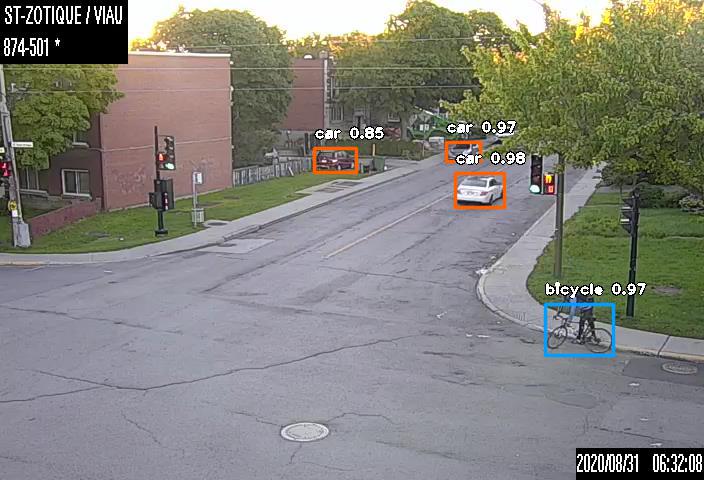 ST-ZOTIQUE / VIAU
874-501 *
car 0.85
car 0.97
car 0.98
bicycle 0.97
2020/08/31 06:32:08